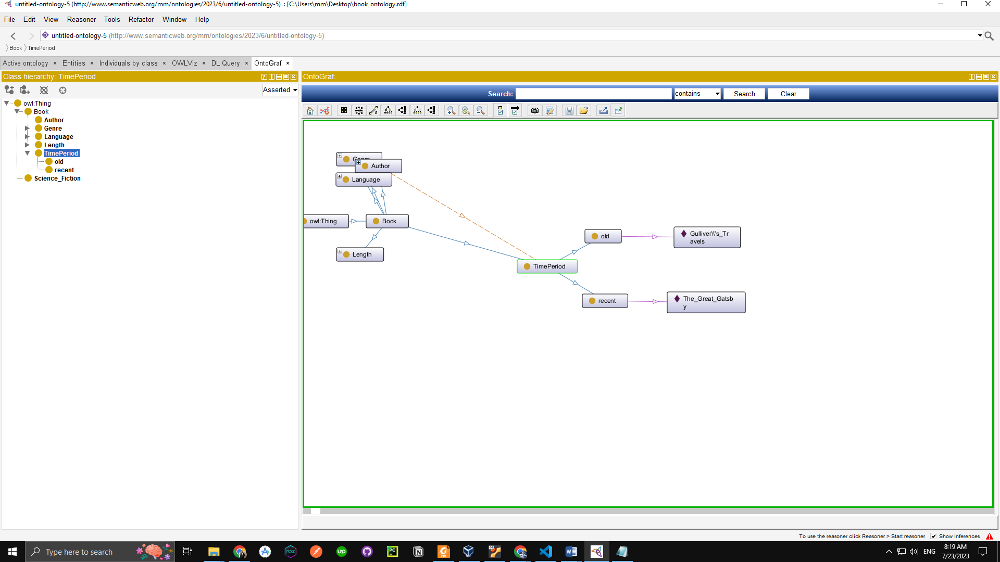 untitled-ontology-5 (http://www.semanticweb.org/mm/ontologies/2023/6/untitled-ontology-5) : [C:\Users\mm\Desktop\book_ontology.rdf]
File Edit View Reasoner Tools Refactor Window Help
untitled-ontology-5 (http://www.semanticweb.org/mm/ontologies/2023/6/untitled-ontology-5)
Book TimePeriod
Active ontology × Entities × Individuals by class × OWLViz × DL Query × OntoGraf ×
Class hierarchy: TimePeriod
Asserted
owl:Thing
Book
Author
Genre
Language
Length
TimePeriod
old
recent
Science_Fiction
OntoGraf:
Search: contains Search Clear
Author
Language
owl:Thing
Book
Length
TimePeriod
old
Gulliver\\'s_Tr
avels
recent
The_Great_Gatsb
y
To use the reasoner click Reasoner > Start reasoner Show Inferences
Type here to search
ENG
8:19 AM
7/23/2023